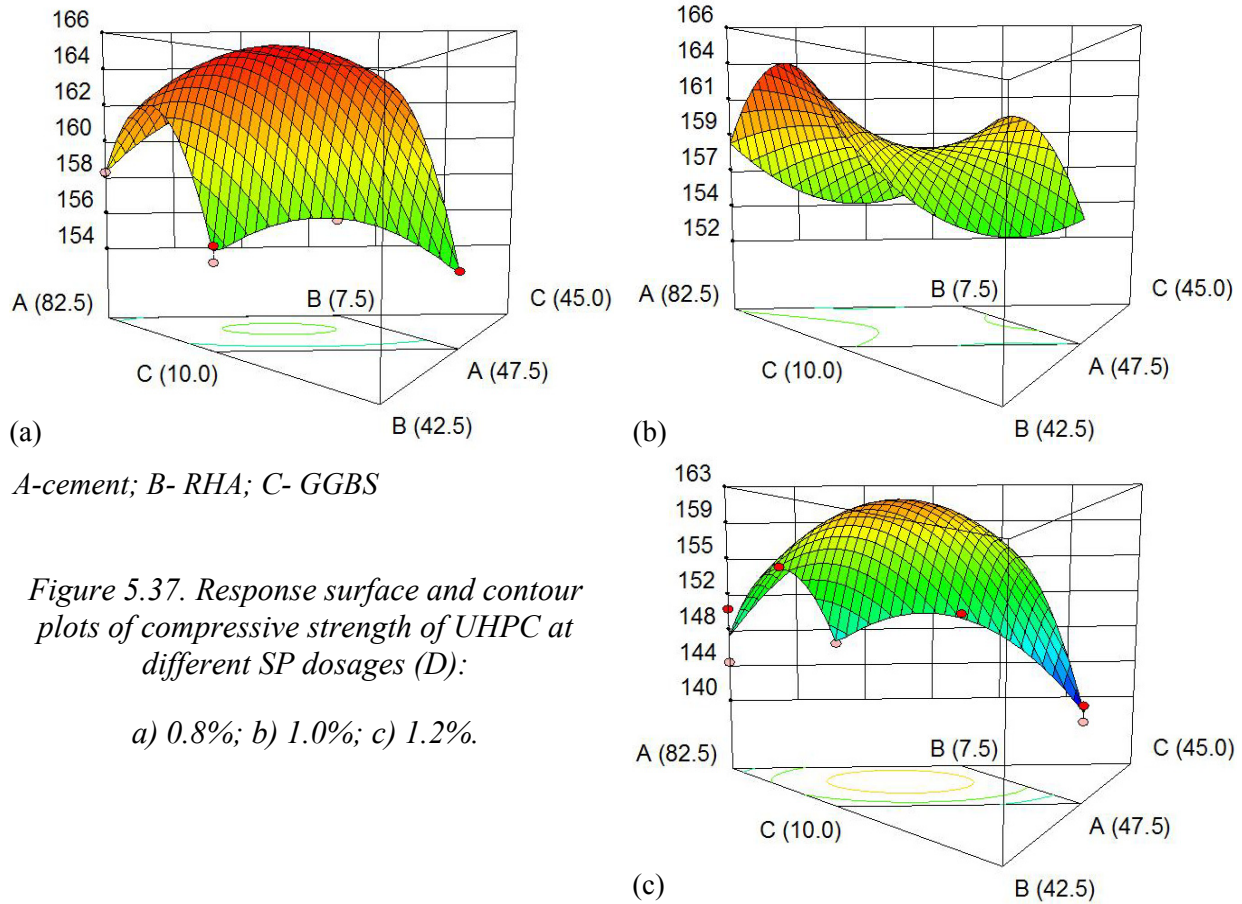 166
164
162
160
158
156
154
A (82.5)
B (7.5)
C (45.0)
C (10.0)
A (47.5)
B (42.5)
(a)
166
164
161
159
157
154
152
A (82.5)
B (7.5)
C (45.0)
C (10.0)
A (47.5)
B (42.5)
(b)
A-cement; B- RHA; C- GGBS
Figure 5.37. Response surface and contour
plots of compressive strength of UHPC at
different SP dosages (D):
a) 0.8%; b) 1.0%; c) 1.2%.
163
159
155
152
148
144
140
A (82.5)
B (7.5)
C (45.0)
C (10.0)
A (47.5)
B (42.5)
(c)